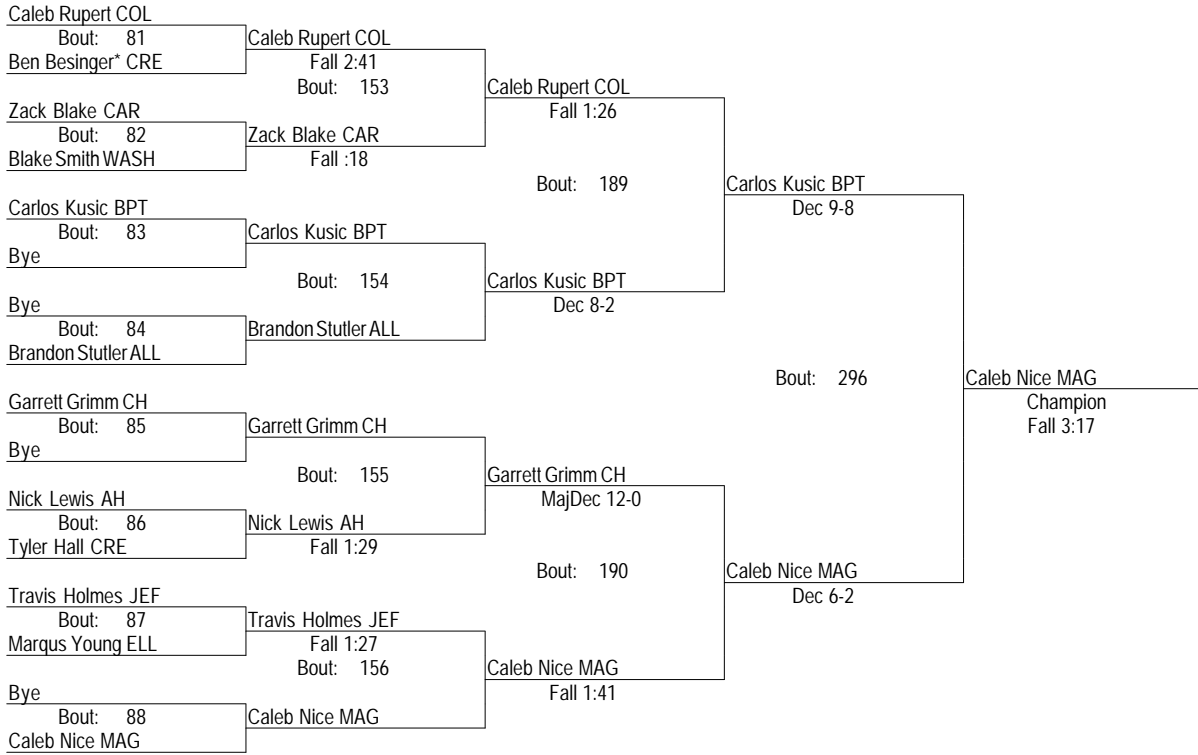 Caleb Rupert COL
Bout: 81
Caleb Rupert COL
Ben Besinger* CRE
Fall 2:41
Bout: 153
Caleb Rupert COL
Zack Blake CAR
Fall 1:26
Bout: 82
Zack Blake CAR
Blake Smith WASH
Fall :18
Bout: 189
Carlos Kusic BPT
Carlos Kusic BPT
Dec 9-8
Bout: 83
Carlos Kusic BPT
Bye
Bout: 154
Carlos Kusic BPT
Bye
Dec 8-2
Bout: 84
Brandon Stutler ALL
Brandon Stutler ALL
Bout: 296
Caleb Nice MAG
Garrett Grimm CH
Champion
Bout: 85
Garrett Grimm CH
Fall 3:17
Bye
Bout: 155
Garrett Grimm CH
Nick Lewis AH
MajDec 12-0
Bout: 86
Nick Lewis AH
Tyler Hall CRE
Fall 1:29
Bout: 190
Caleb Nice MAG
Travis Holmes JEF
Dec 6-2
Bout: 87
Travis Holmes JEF
Marqus Young ELL
Fall 1:27
Bout: 156
Caleb Nice MAG
Bye
Fall 1:41
Bout: 88
Caleb Nice MAG
Caleb Nice MAG